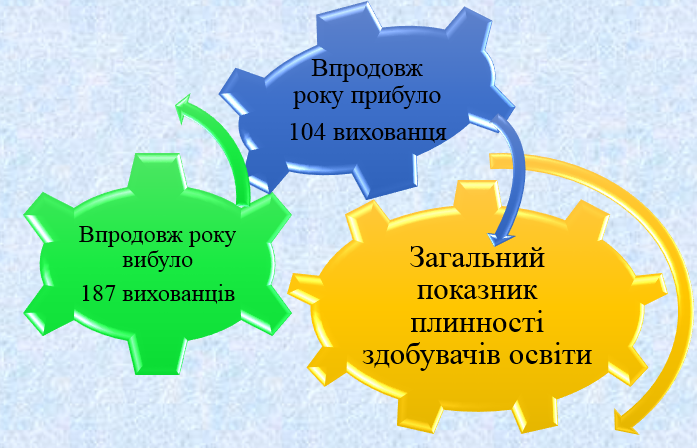 Впродовж
року прибуло
104 вихованця
Впродовж року
вибуло
187 вихованців
Загальний
показник
плинності
здобувачів освіти